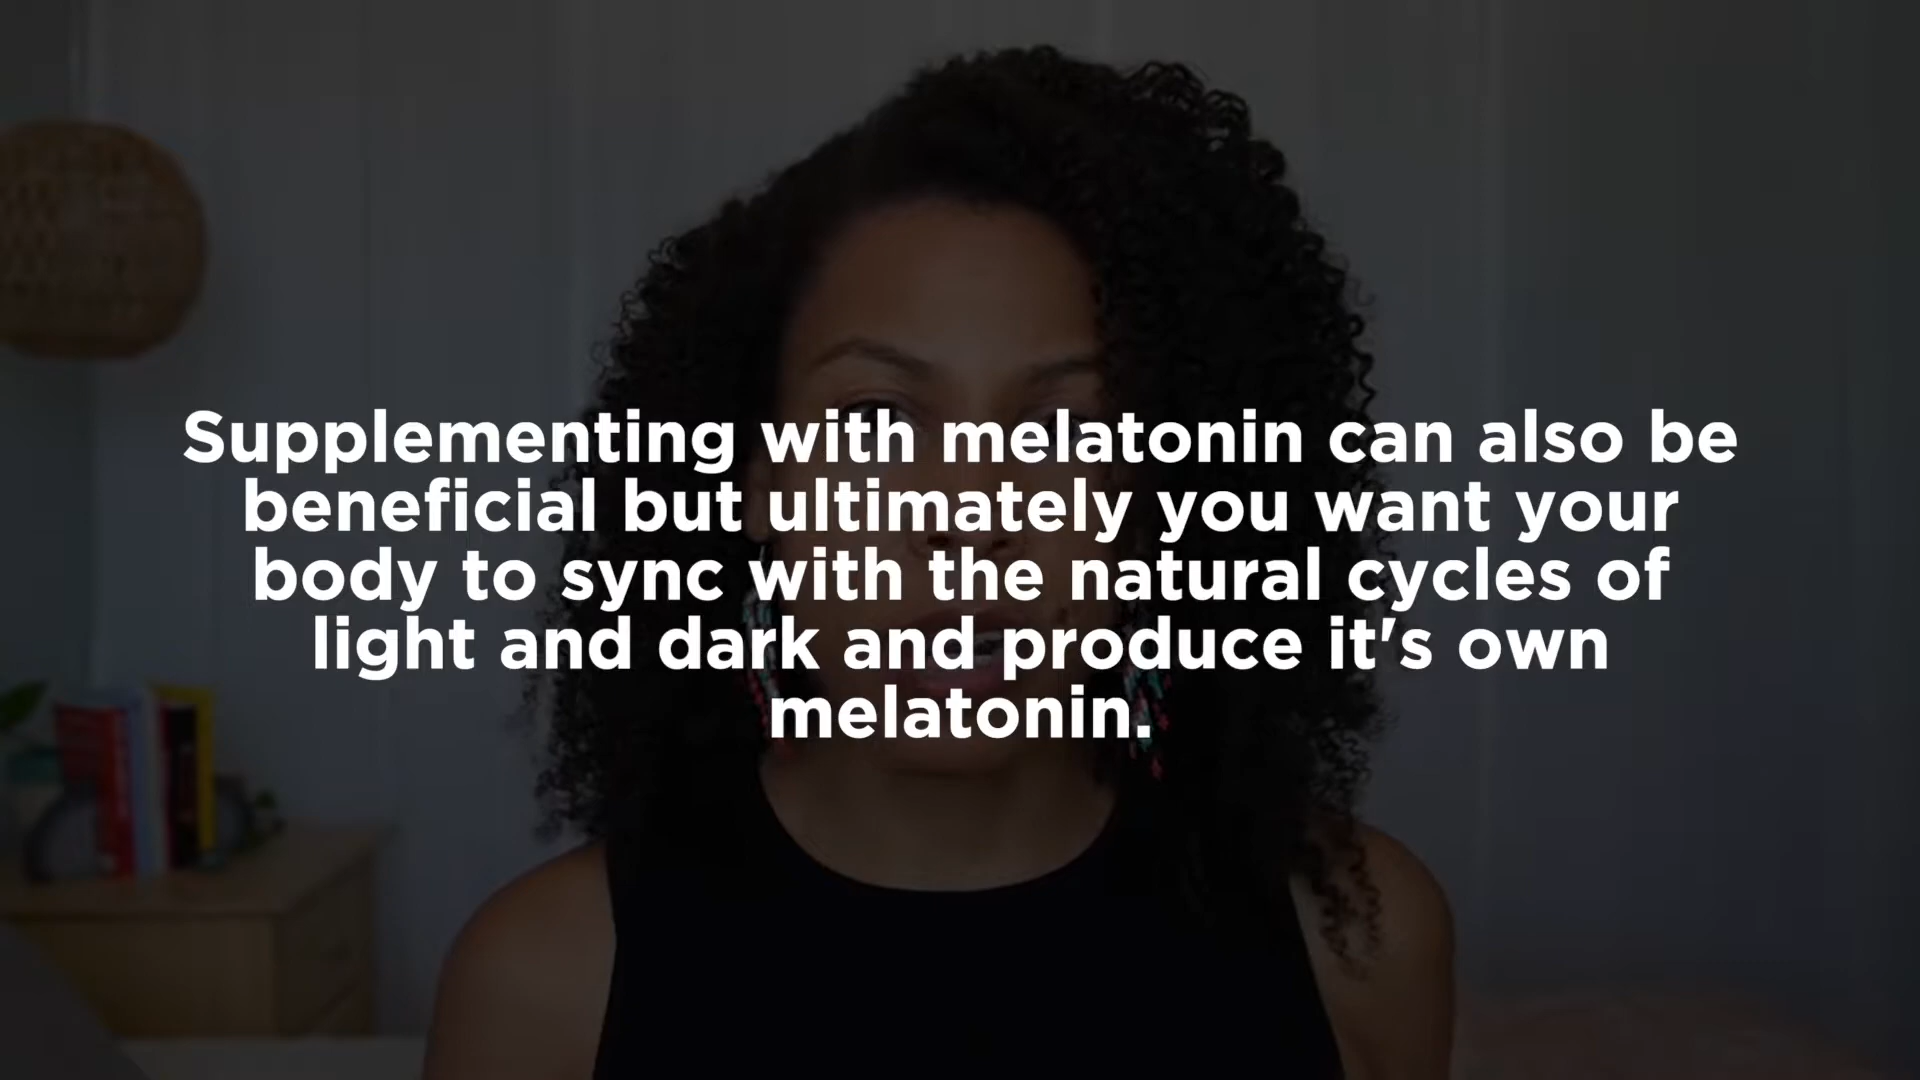 Supplementing with melatonin can also be
beneficial but ultimately you want your
body to sync with the natural cycles of
light and dark and produce it's own
melatonin.